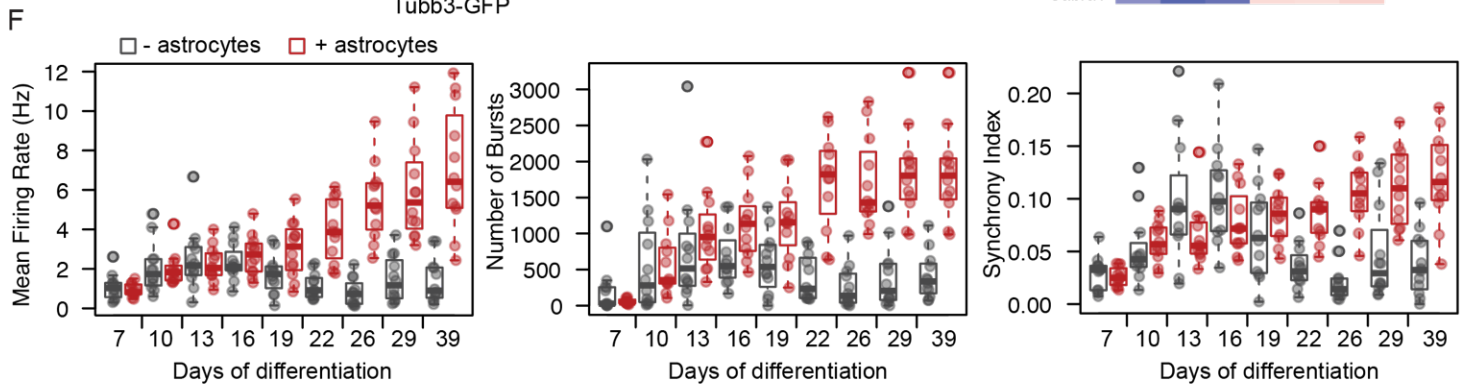 F
Tubb3-GFP
- astrocytes + astrocytes
Mean Firing Rate (Hz)
12
10
8
6
4
2
0
7 10 13 16 19 22 26 29 39
Days of differentiation
Number of Bursts
3000
2500
2000
1500
1000
500
0
7 10 13 16 19 22 26 29 39
Days of differentiation
Synchrony Index
0.20
0.15
0.10
0.05
0.00
7 10 13 16 19 22 26 29 39
Days of differentiation